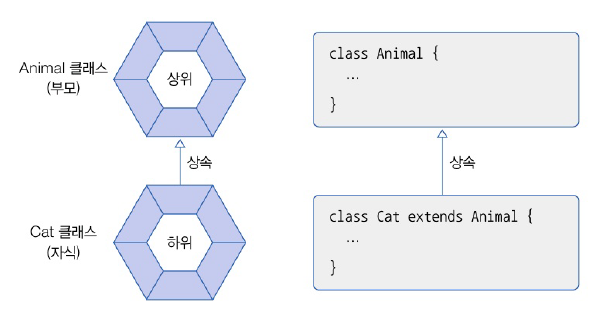 Animal 클래스
(부모)
상위
상속
Cat 클래스
(자식)
하위
class Animal {
...
}
상속
class Cat extends Animal {
...
}